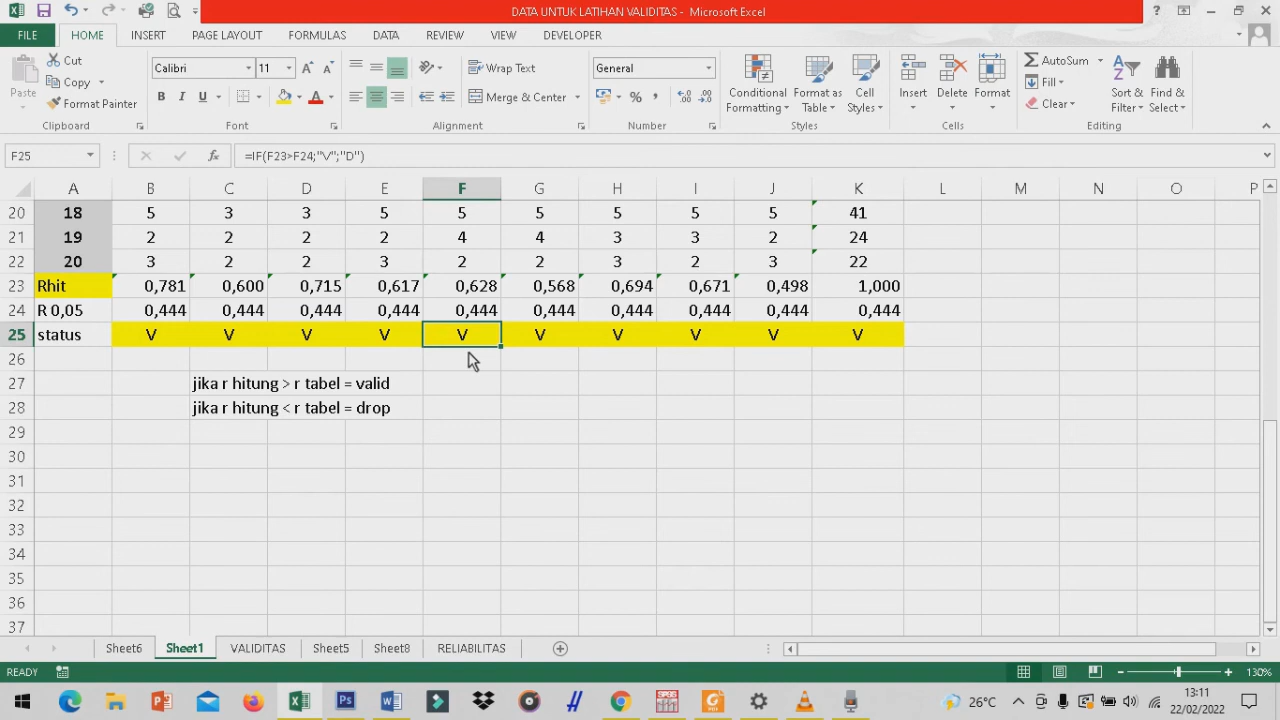 DATA UNTUK LATIHAN VALIDITAS - Microsoft Excel
FILE HOME INSERT PAGE LAYOUT FORMULAS DATA REVIEW VIEW DEVELOPER
Paste Cut Copy Format Painter Clipboard
Calibri 11 B I U A Font
Wrap Text Merge & Center Alignment
General % , Number
Conditional Formatting Format as Table Cell Styles Styles
Insert Delete Format Cells
AutoSum Fill Clear Sort & Filter Find & Select Editing
F25 fx =IF(F23>F24;"V";"D")
A B C D E F G H I J K L M N O P
20 18 5 3 3 5 5 5 5 5 5 41
21 19 2 2 2 2 4 4 3 3 2 24
22 20 3 2 2 3 2 2 3 2 3 22
23 Rhit 0,781 0,600 0,715 0,617 0,628 0,568 0,694 0,671 0,498 1,000
24 R 0,05 0,444 0,444 0,444 0,444 0,444 0,444 0,444 0,444 0,444 0,444
25 status V V V V V V V V V V
26
27 jika r hitung > r tabel = valid
28 jika r hitung < r tabel = drop
29
30
31
32
33
34
35
36
37
Sheet6 Sheet1 VALIDITAS Sheet5 Sheet8 RELIABILITAS
READY 130%
26°C 13:11
22/02/2022